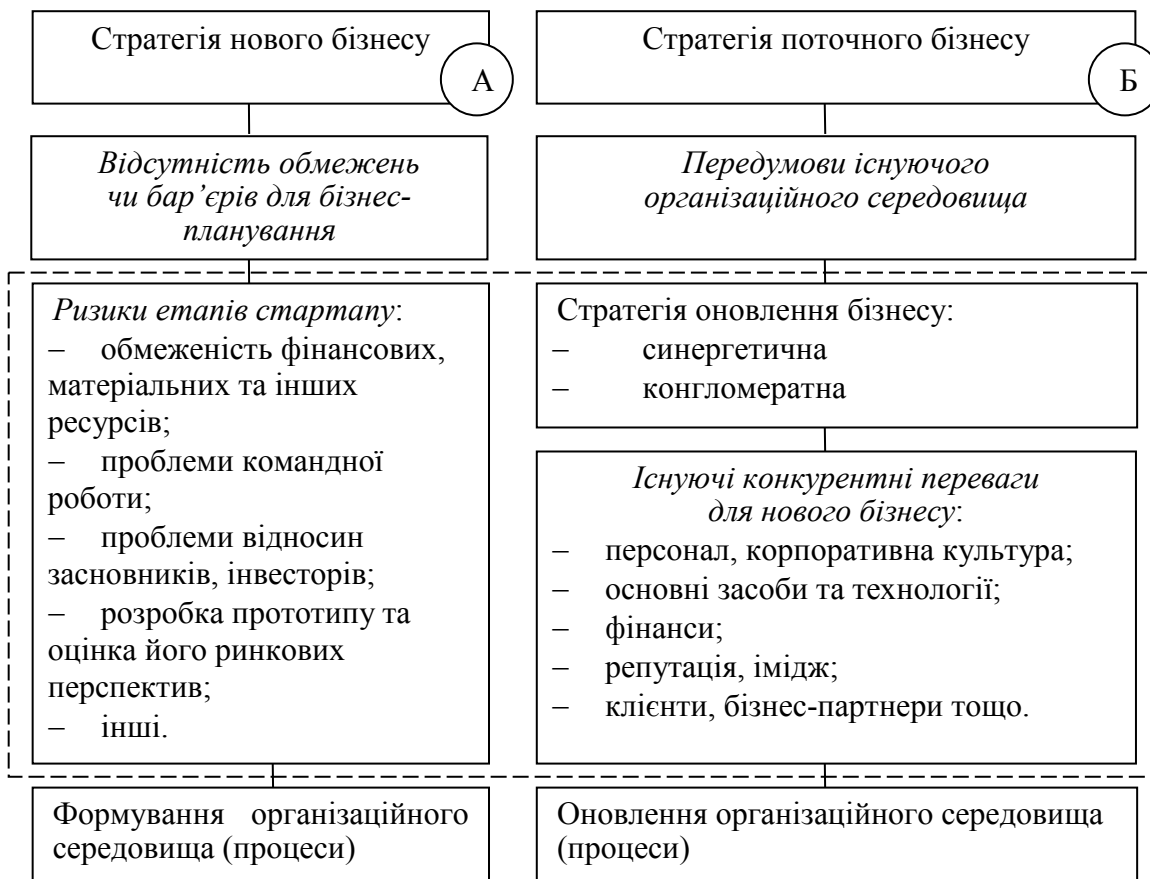 Стратегія нового бізнесу
А
Відсутність обмежень
чи бар’єрів для бізнес-
планування
Ризики етапів стартапу:
− обмеженість фінансових,
матеріальних та інших
ресурсів;
− проблеми командної
роботи;
− проблеми відносин
засновників, інвесторів;
− розробка прототипу та
оцінка його ринкових
перспектив;
− інші.
Формування організаційного
середовища (процеси)
Стратегія поточного бізнесу
Б
Передумови існуючого
організаційного середовища
Стратегія оновлення бізнесу:
− синергетична
− конгломератна
Існуючі конкурентні переваги
для нового бізнесу:
− персонал, корпоративна культура;
− основні засоби та технології;
− фінанси;
− репутація, імідж;
− клієнти, бізнес-партнери тощо.
Оновлення організаційного середовища
(процеси)